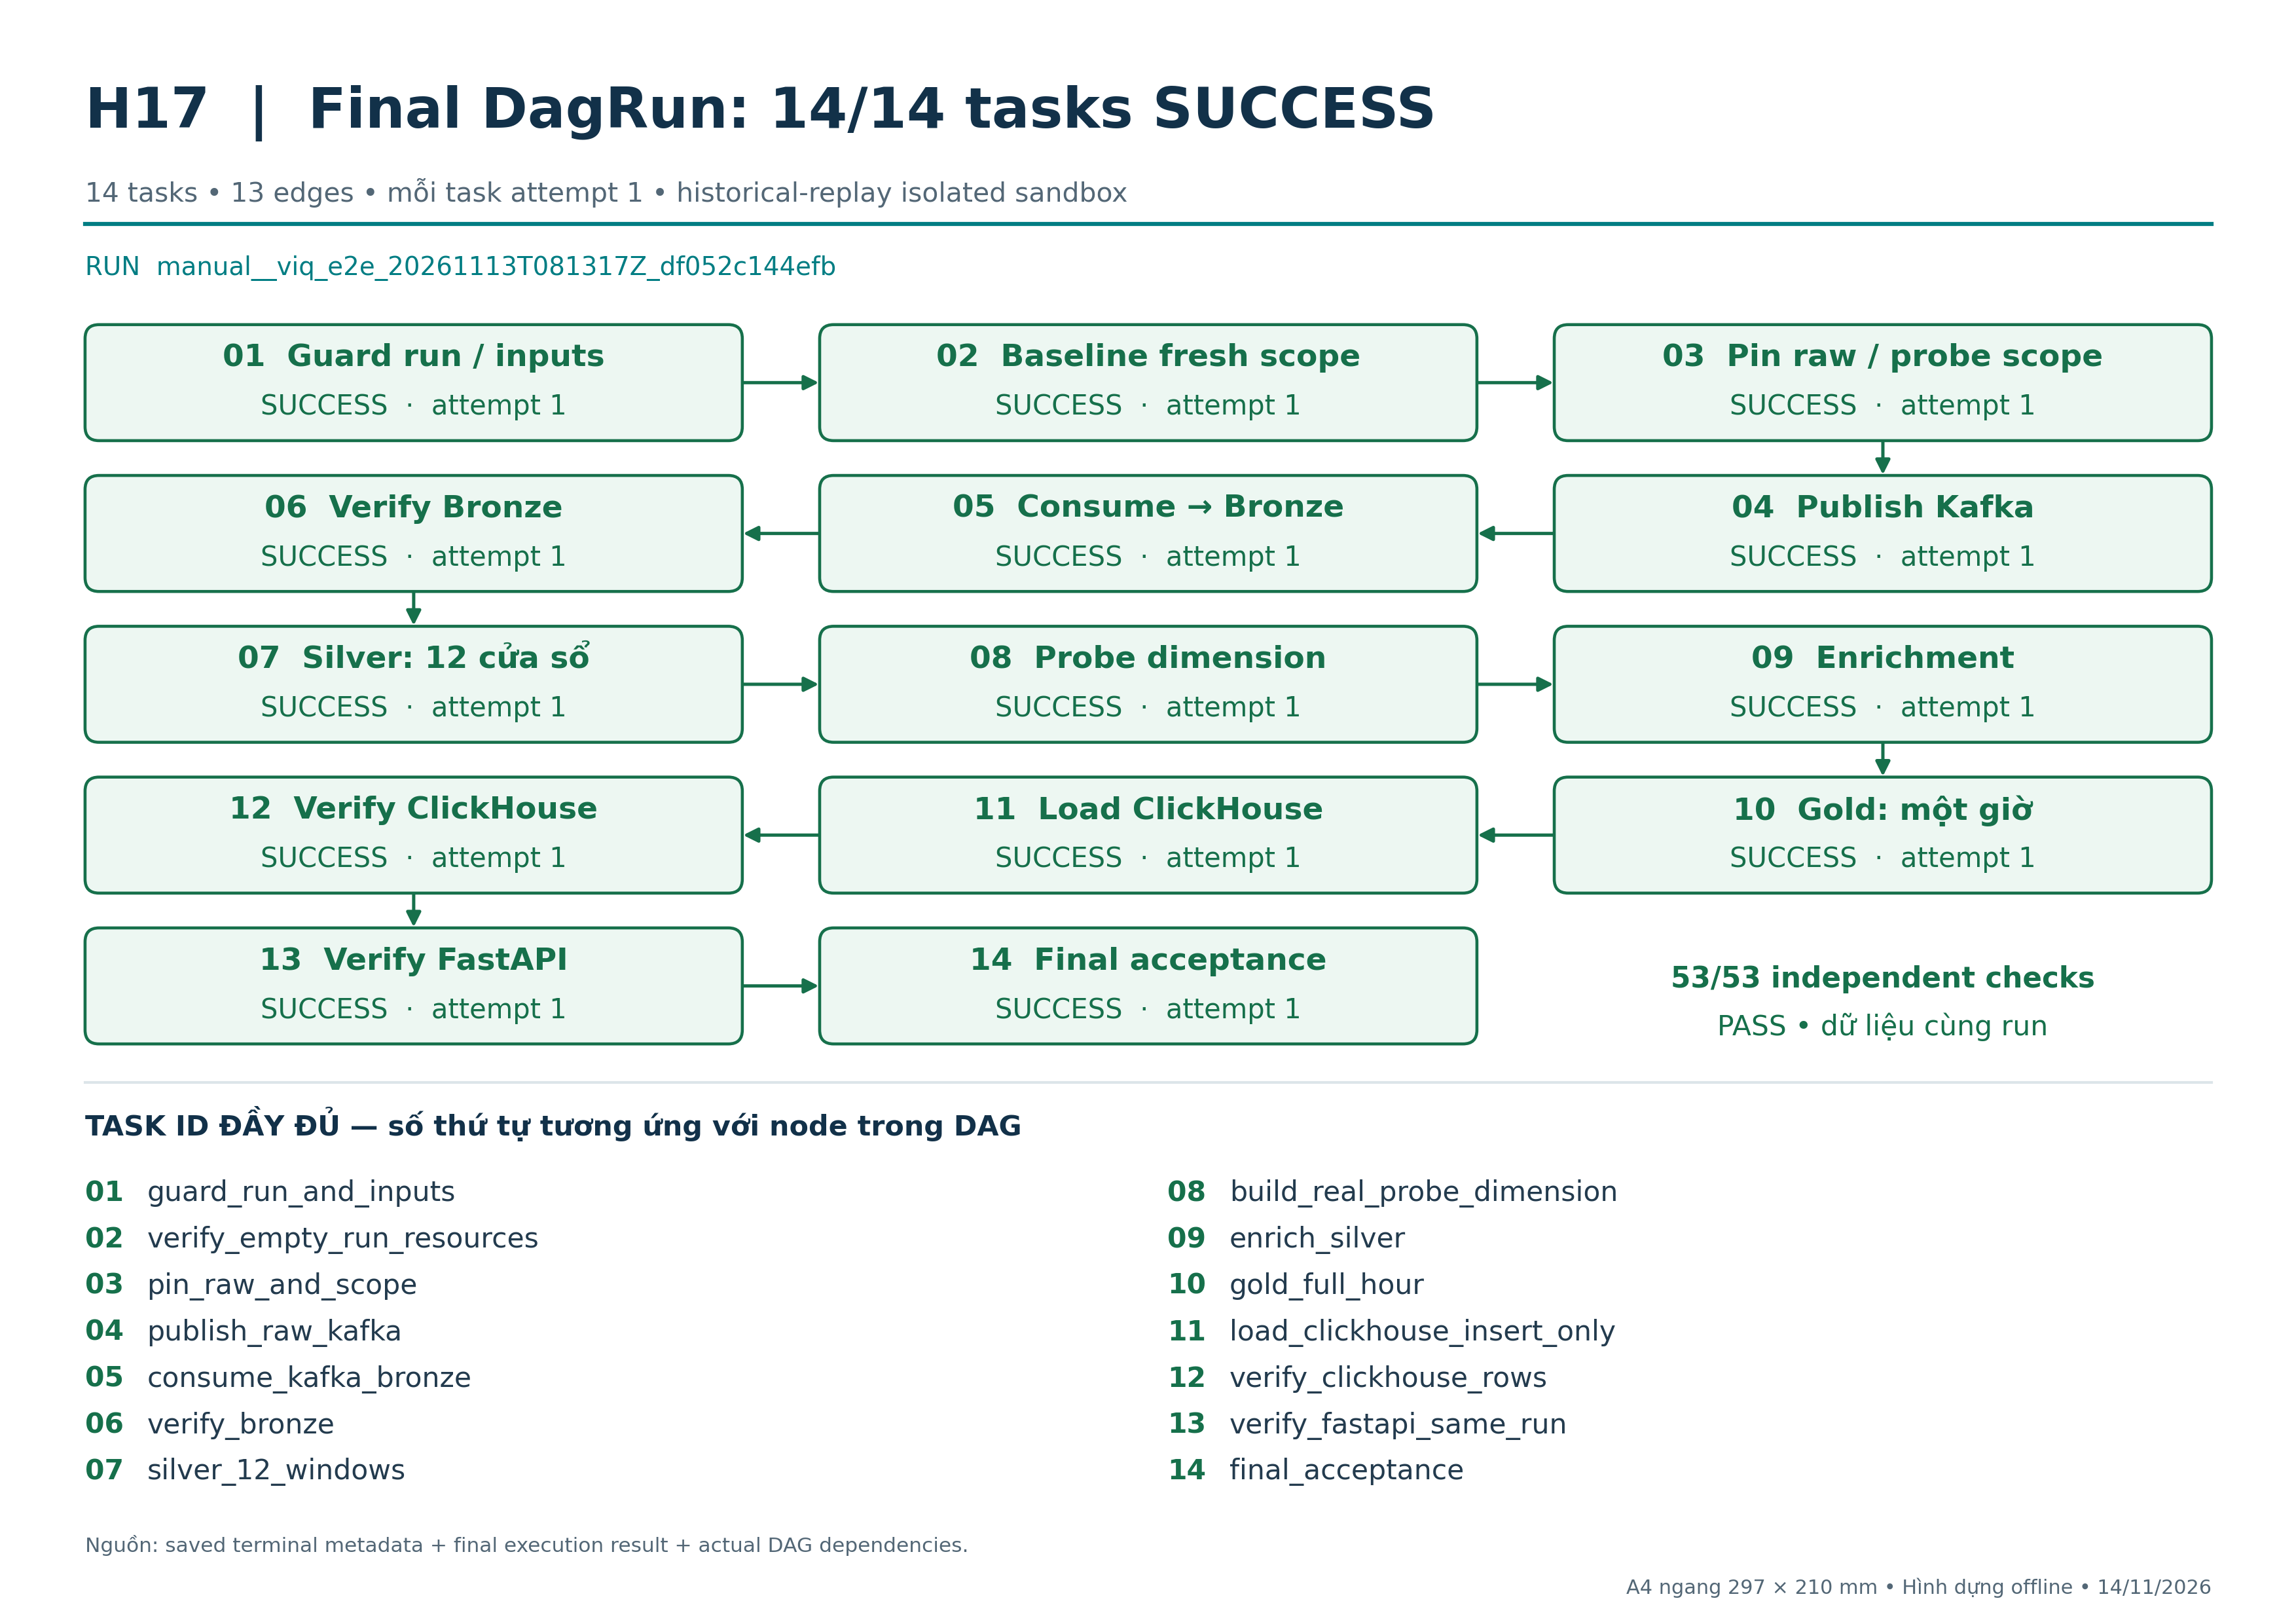 H17 | Final DagRun: 14/14 tasks SUCCESS
14 tasks • 13 edges • mỗi task attempt 1 • historical-replay isolated sandbox
RUN manual__viq_e2e_20261113T081317Z_df052c144efb
01 Guard run / inputs
SUCCESS · attempt 1
02 Baseline fresh scope
SUCCESS · attempt 1
03 Pin raw / probe scope
SUCCESS · attempt 1
06 Verify Bronze
SUCCESS · attempt 1
05 Consume → Bronze
SUCCESS · attempt 1
04 Publish Kafka
SUCCESS · attempt 1
07 Silver: 12 cửa sổ
SUCCESS · attempt 1
08 Probe dimension
SUCCESS · attempt 1
09 Enrichment
SUCCESS · attempt 1
12 Verify ClickHouse
SUCCESS · attempt 1
11 Load ClickHouse
SUCCESS · attempt 1
10 Gold: một giờ
SUCCESS · attempt 1
13 Verify FastAPI
SUCCESS · attempt 1
14 Final acceptance
SUCCESS · attempt 1
53/53 independent checks
PASS • dữ liệu cùng run
TASK ID ĐẦY ĐỦ — số thứ tự tương ứng với node trong DAG
01 guard_run_and_inputs
02 verify_empty_run_resources
03 pin_raw_and_scope
04 publish_raw_kafka
05 consume_kafka_bronze
06 verify_bronze
07 silver_12_windows
08 build_real_probe_dimension
09 enrich_silver
10 gold_full_hour
11 load_clickhouse_insert_only
12 verify_clickhouse_rows
13 verify_fastapi_same_run
14 final_acceptance
Nguồn: saved terminal metadata + final execution result + actual DAG dependencies.
A4 ngang 297 × 210 mm • Hình dựng offline • 14/11/2026